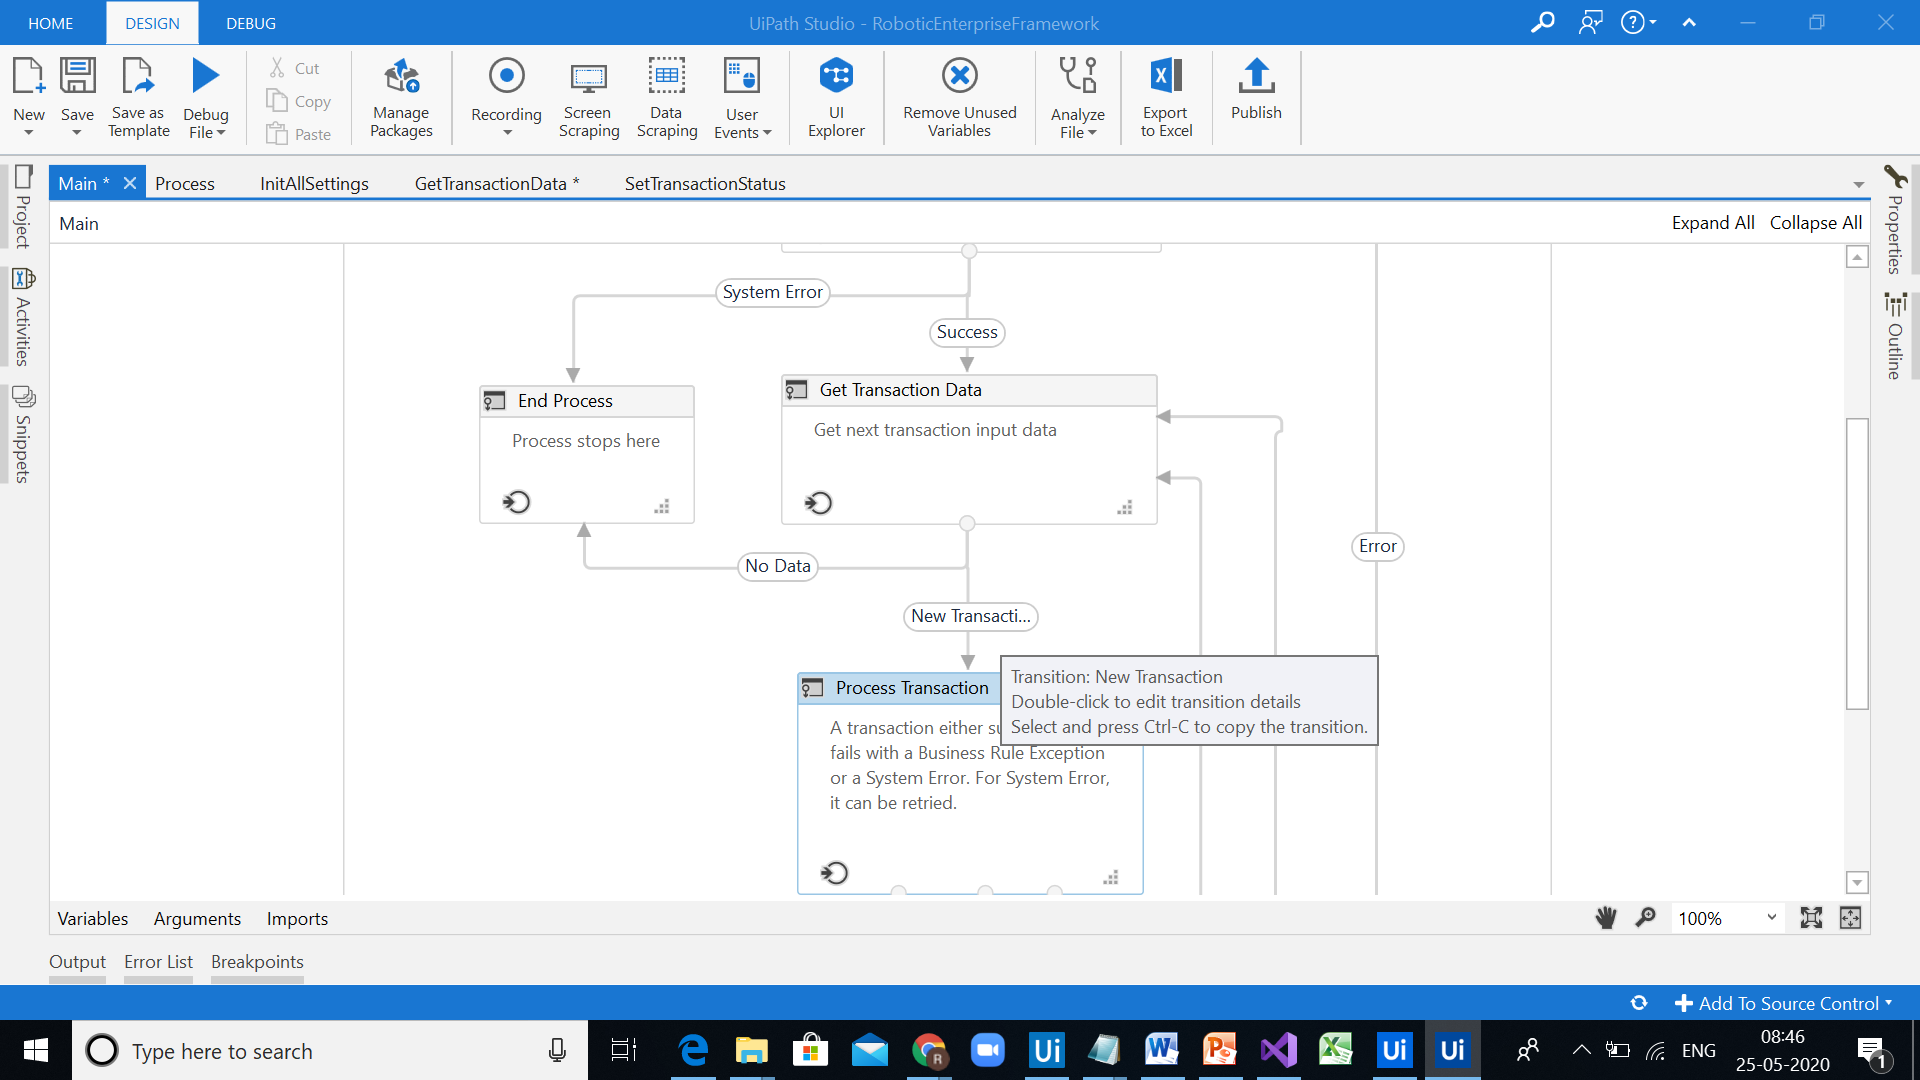 HOME
DESIGN
DEBUG
UiPath Studio - RoboticEnterpriseFramework
New
Save
Save as
Template
Debug
File
Cut
Copy
Paste
Manage
Packages
Recording
Screen
Scraping
Data
Scraping
User
Events
UI
Explorer
Remove Unused
Variables
Analyze
File
Export
to Excel
Publish
Main *
Process
InitAllSettings
GetTransactionData *
SetTransactionStatus
Main
Expand All
Collapse All
Project
Activities
Snippets
Properties
Outline
System Error
Success
End Process
Process stops here
Get Transaction Data
Get next transaction input data
No Data
Error
New Transacti...
Process Transaction
A transaction either su
fails with a Business Rule Exception
or a System Error. For System Error,
it can be retried.
Transition: New Transaction
Double-click to edit transition details
Select and press Ctrl-C to copy the transition.
Variables
Arguments
Imports
100%
Output
Error List
Breakpoints
Add To Source Control
Type here to search
R
Ui
Ui
Ui
ENG
08:46
25-05-2020
1